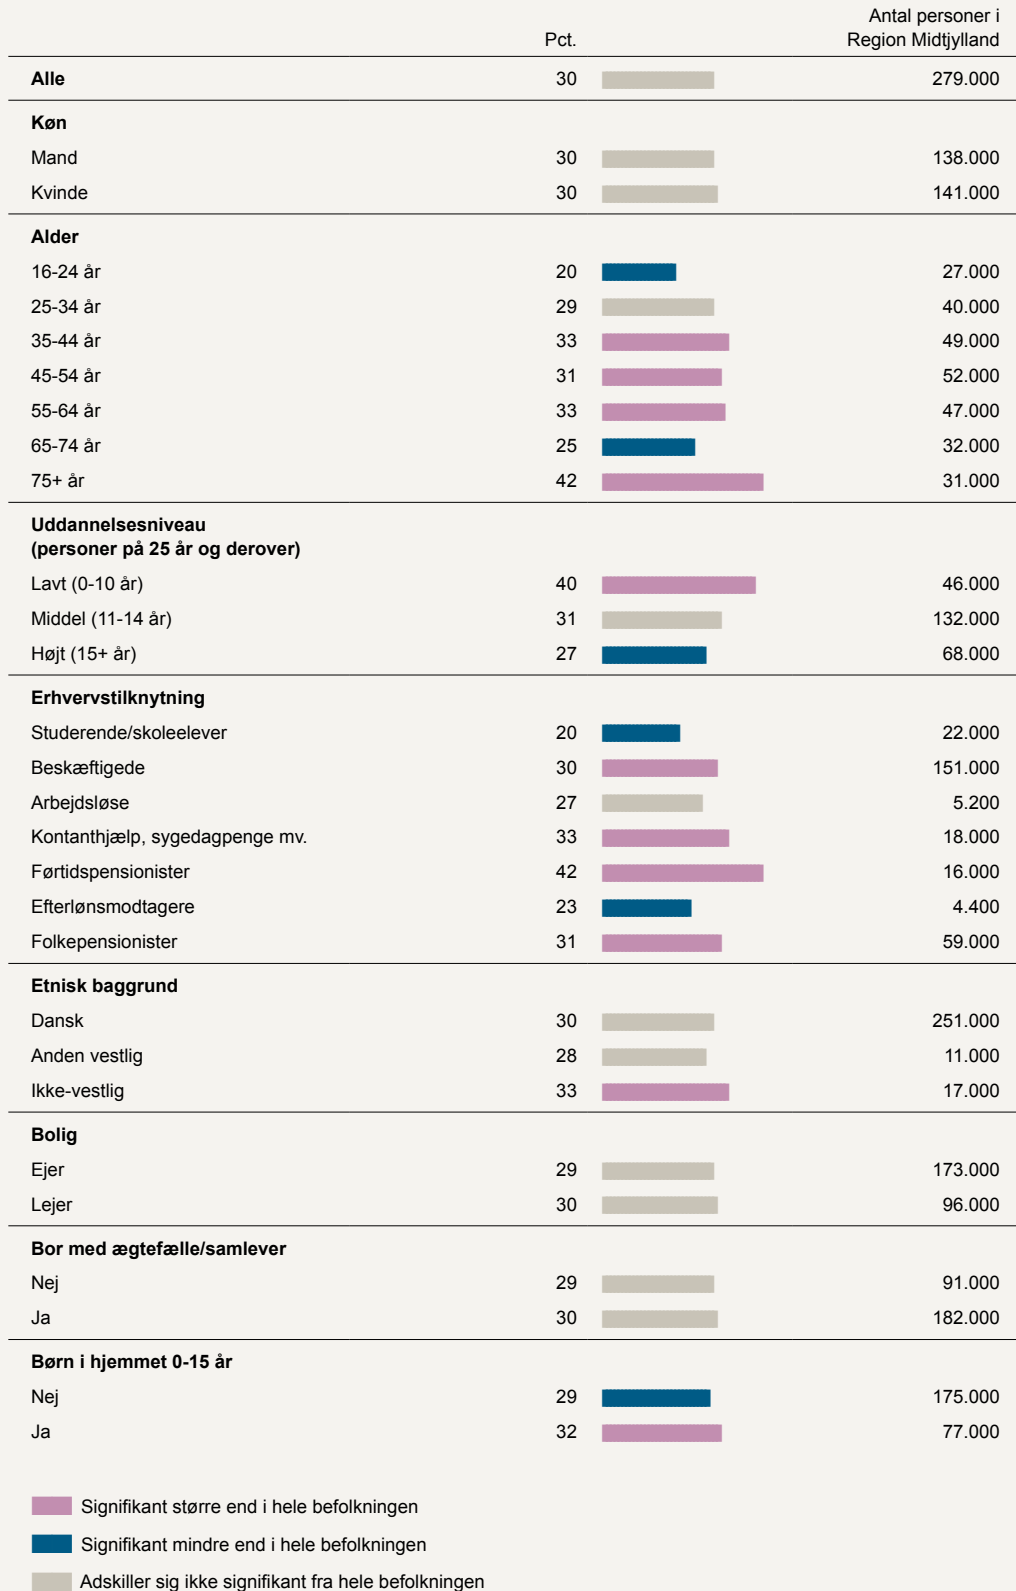 Antal personer i
Pct. Region Midtjylland
Alle 30 279.000
Køn
Mand 30 138.000
Kvinde 30 141.000
Alder
16-24 år 20 27.000
25-34 år 29 40.000
35-44 år 33 49.000
45-54 år 31 52.000
55-64 år 33 47.000
65-74 år 25 32.000
75+ år 42 31.000
Uddannelsesniveau
(personer på 25 år og derover)
Lavt (0-10 år) 40 46.000
Middel (11-14 år) 31 132.000
Højt (15+ år) 27 68.000
Erhvervstilknytning
Studerende/skoleelever 20 22.000
Beskæftigede 30 151.000
Arbejdsløse 27 5.200
Kontanthjælp, sygedagpenge mv. 33 18.000
Førtidspensionister 42 16.000
Efterlønsmodtagere 23 4.400
Folkepensionister 31 59.000
Etnisk baggrund
Dansk 30 251.000
Anden vestlig 28 11.000
Ikke-vestlig 33 17.000
Bolig
Ejer 29 173.000
Lejer 30 96.000
Bor med ægtefælle/samlever
Nej 29 91.000
Ja 30 182.000
Børn i hjemmet 0-15 år
Nej 29 175.000
Ja 32 77.000
Signifikant større end i hele befolkningen
Signifikant mindre end i hele befolkningen
Adskiller sig ikke signifikant fra hele befolkningen